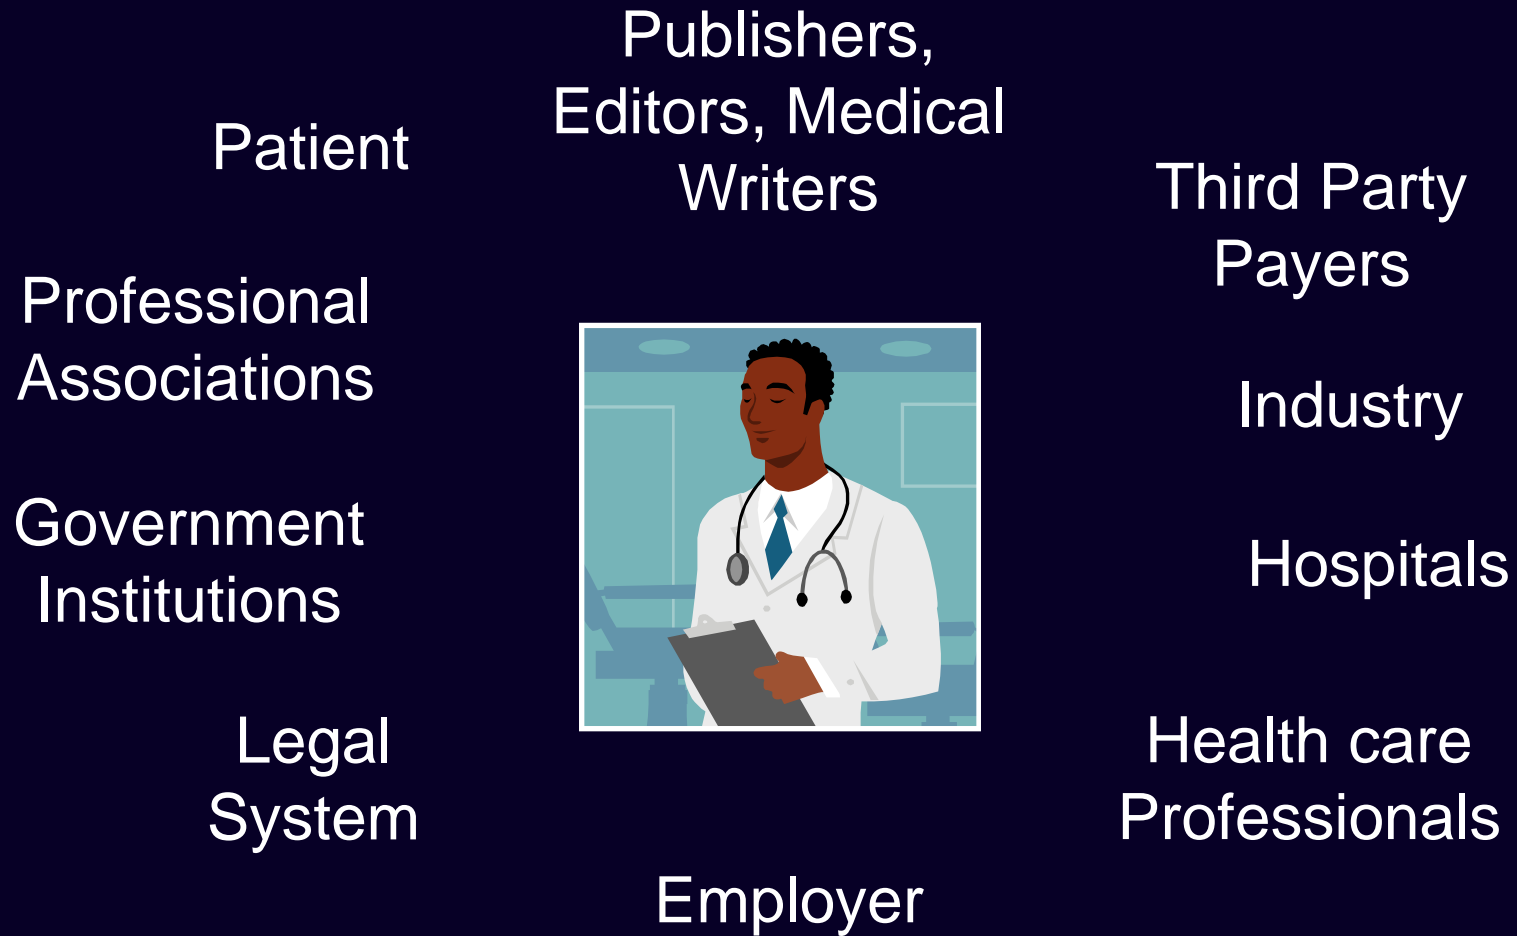 Publishers,
Editors, Medical
Writers
Patient
Third Party
Payers
Professional
Associations
Industry
Government
Institutions
Hospitals
Legal
System
Health care
Professionals
Employer